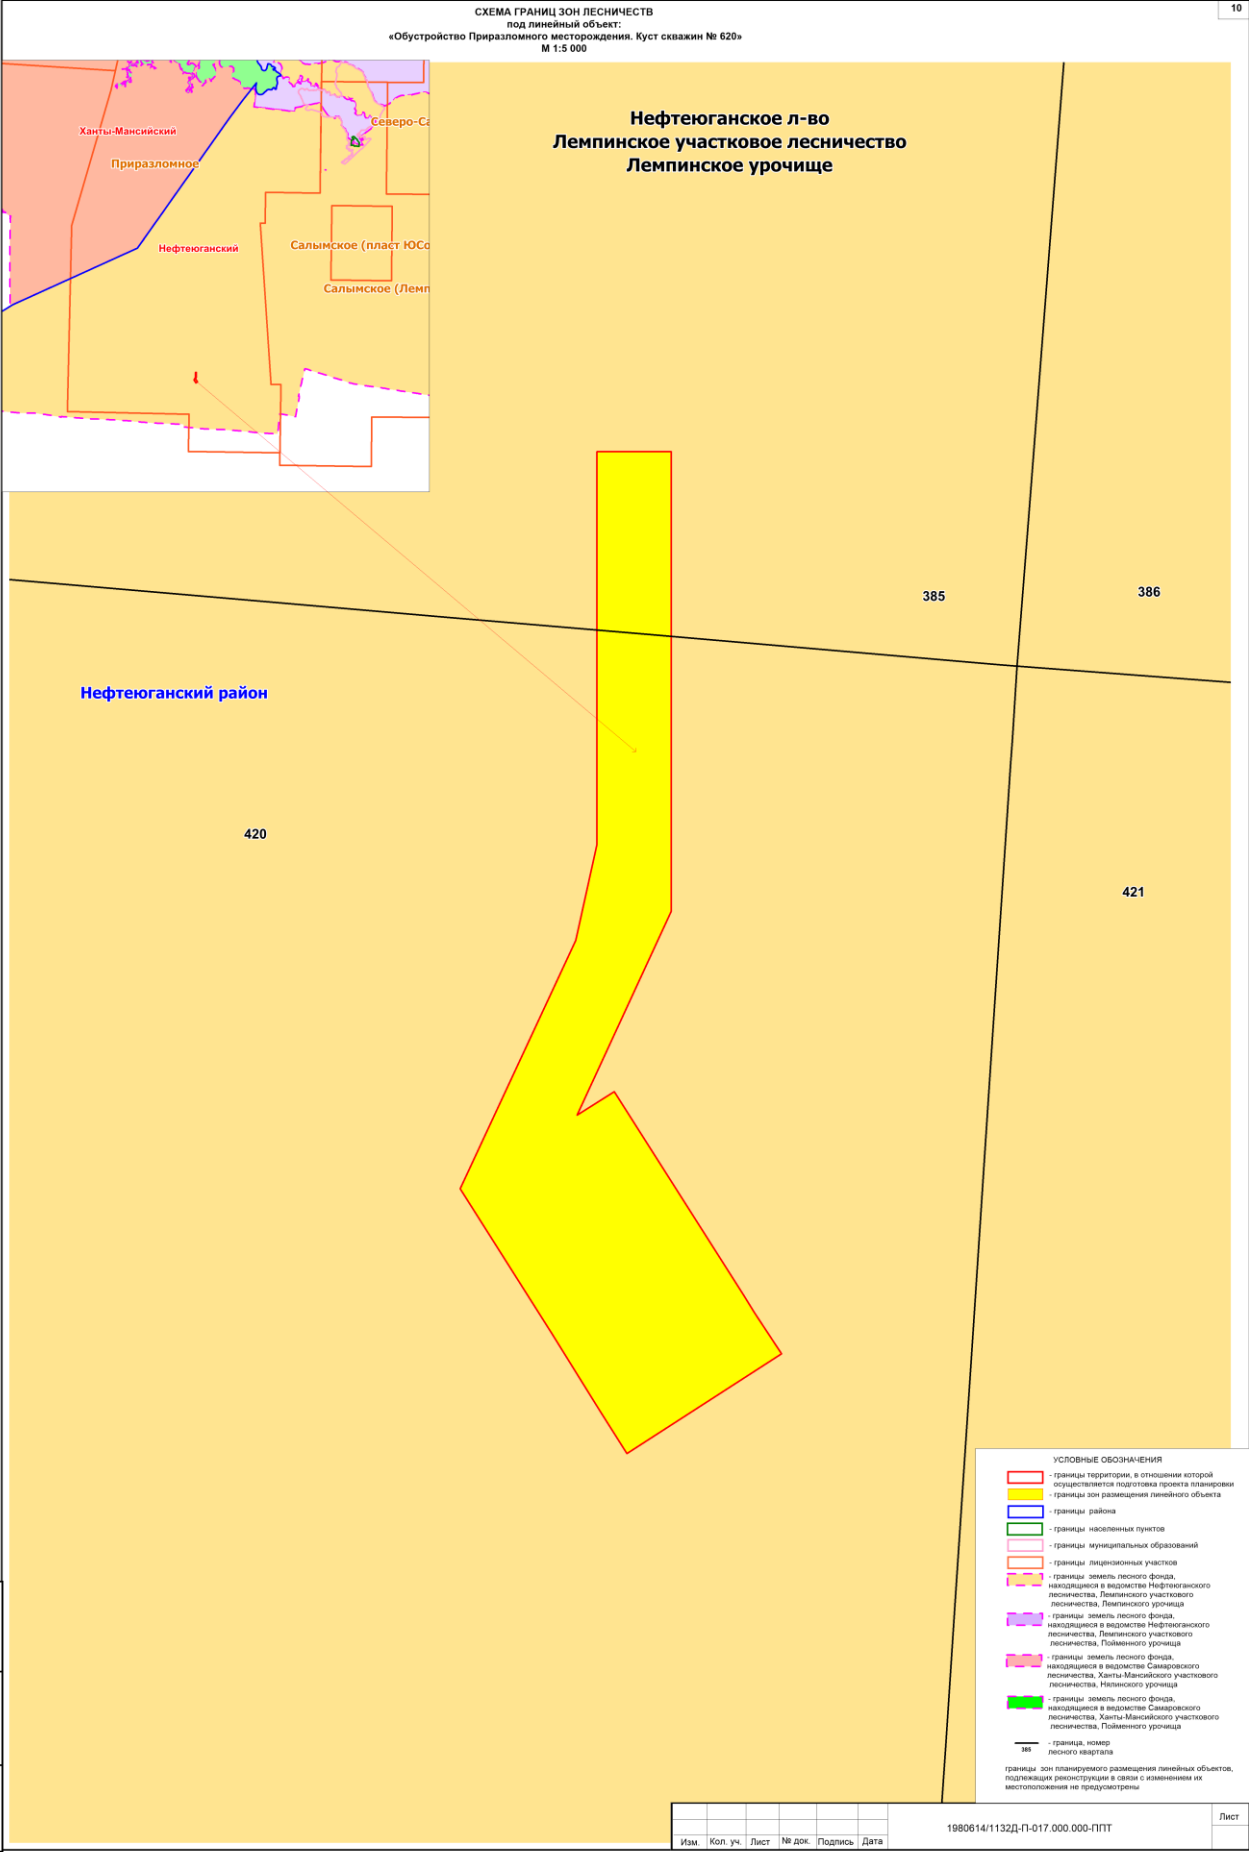 10
СХЕМА ГРАНИЦ ЗОН ЛЕСНИЧЕСТВ
под линейный объект:
«Обустройство Приразломного месторождения. Куст скважин № 620»
М 1:5 000
Ханты-Мансийский
Приразломное
Северо-Са
Нефтеюганский
Салымское (пласт ЮСо
Салымское (Лемп
Нефтеюганское л-во
Лемпинское участковое лесничество
Лемпинское урочище
385
386
Нефтеюганский район
420
421
УСЛОВНЫЕ ОБОЗНАЧЕНИЯ
- границы территории, в отношении которой
осуществляется подготовка проекта планировки
- границы зон размещения линейного объекта
- границы района
- границы населенных пунктов
- границы муниципальных образований
- границы лицензионных участков
- границы земель лесного фонда,
находящиеся в ведомстве Нефтеюганского
лесничества, Лемпинского участкового
лесничества, Лемпинского урочища
- границы земель лесного фонда,
находящиеся в ведомстве Нефтеюганского
лесничества, Лемпинского участкового
лесничества, Пойменного урочища
- границы земель лесного фонда,
находящиеся в ведомстве Самаровского
лесничества, Ханты-Мансийского участкового
лесничества, Нялинского урочища
- границы земель лесного фонда,
находящиеся в ведомстве Самаровского
лесничества, Ханты-Мансийского участкового
лесничества, Пойменного урочища
- граница, номер
385 лесного квартала
границы зон планируемого размещения линейных объектов,
подлежащих реконструкции в связи с изменением их
местоположения не предусмотрены
1980614/1132Д-П-017.000.000-ППТ
Лист
Изм. Кол. уч. Лист № док. Подпись Дата